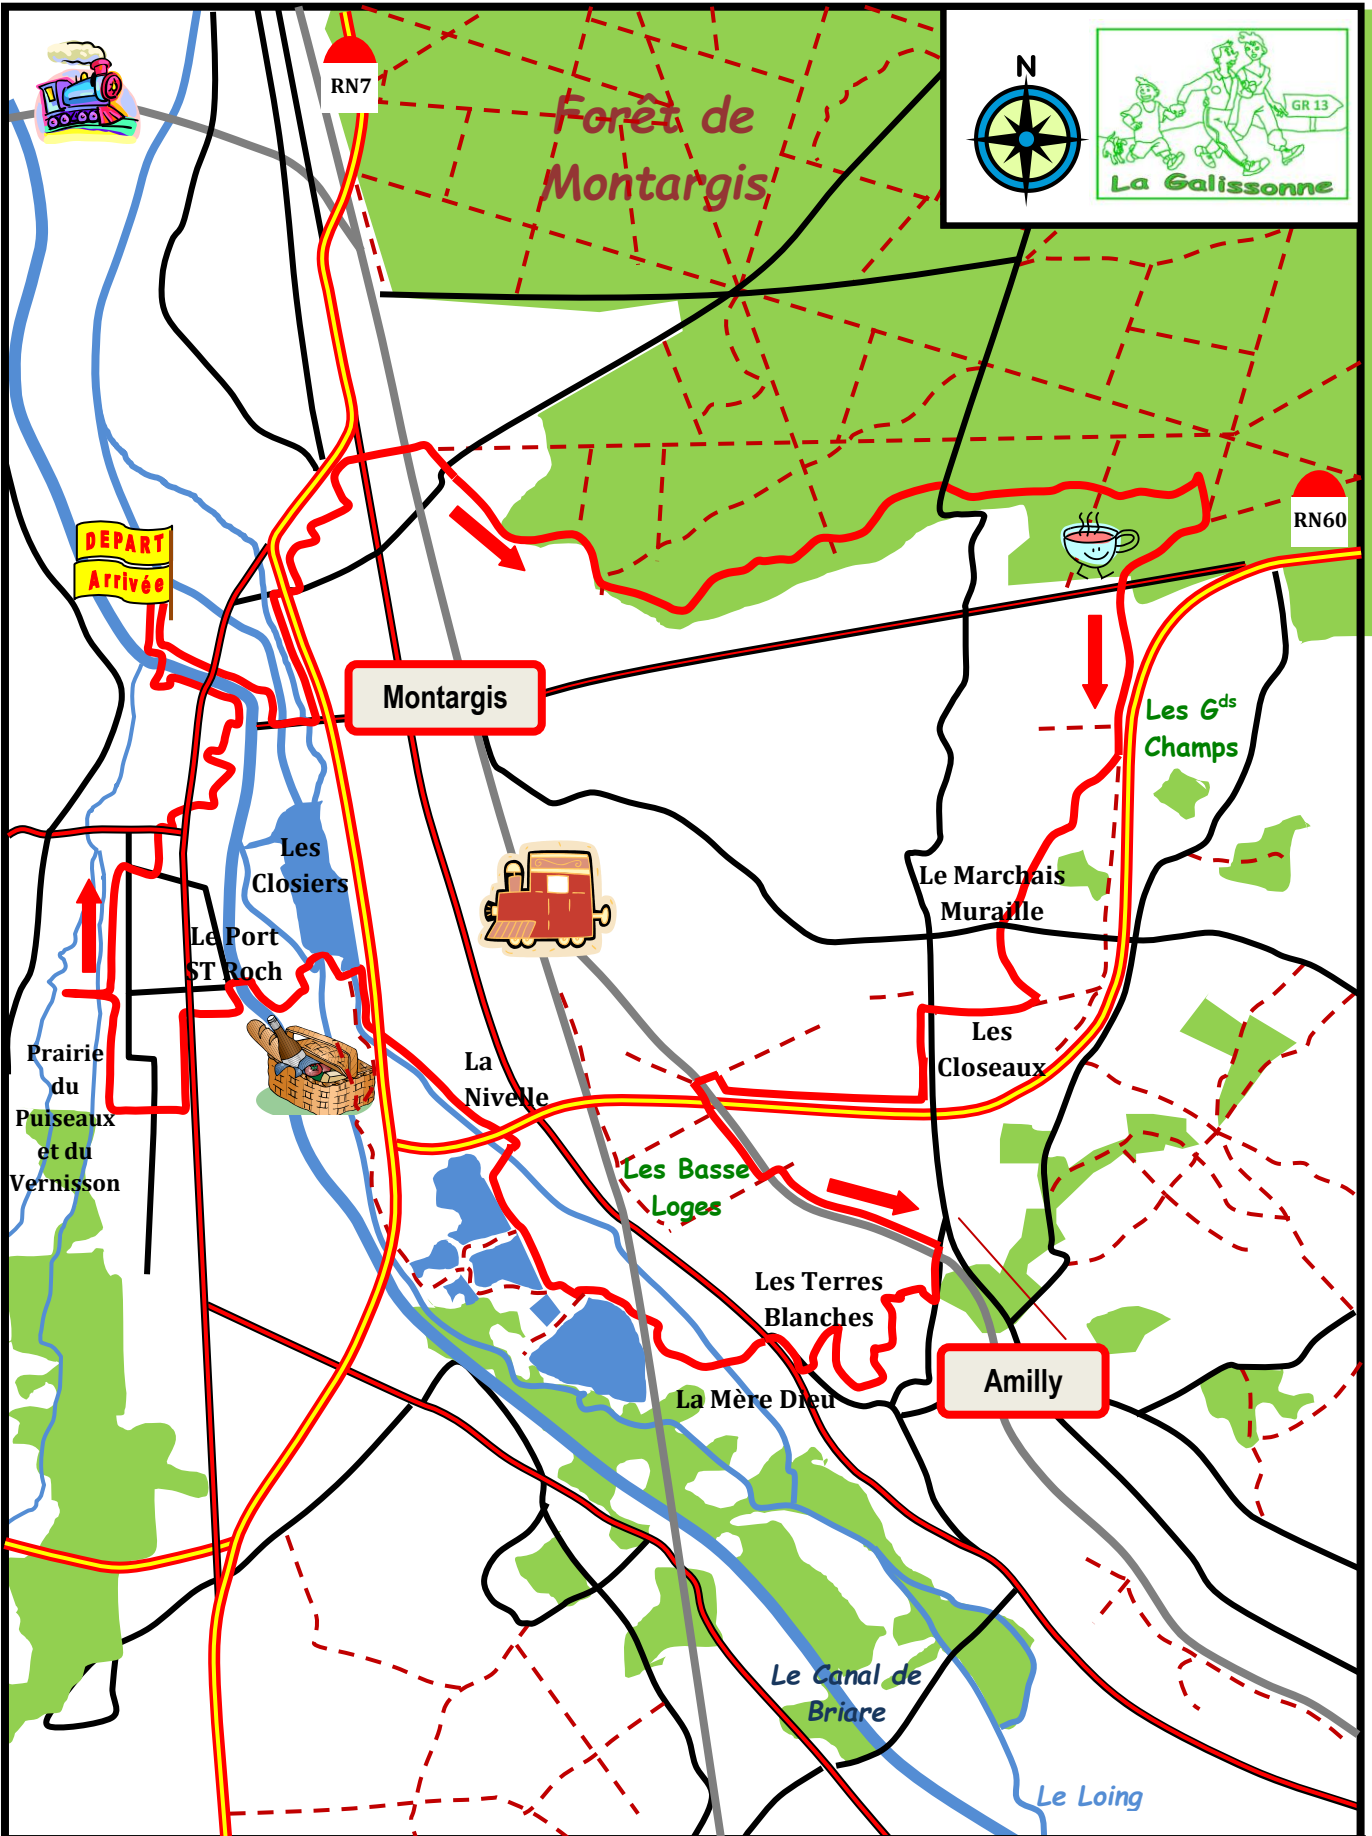 RN7
Forêt de
Montargis
N
GR 13
La Galissonne
RN60
DEPART
Arrivée
Montargis
Les Gds
Champs
Les
Closiers
Le Marchais
Muraille
Le Port
ST Roch
Les
Closeaux
Prairie
du
Puiseaux
et du
Vernisson
La
Nivelle
Les Basse
Loges
Les Terres
Blanches
Amilly
La Mère Dieu
Le Canal de
Briare
Le Loing